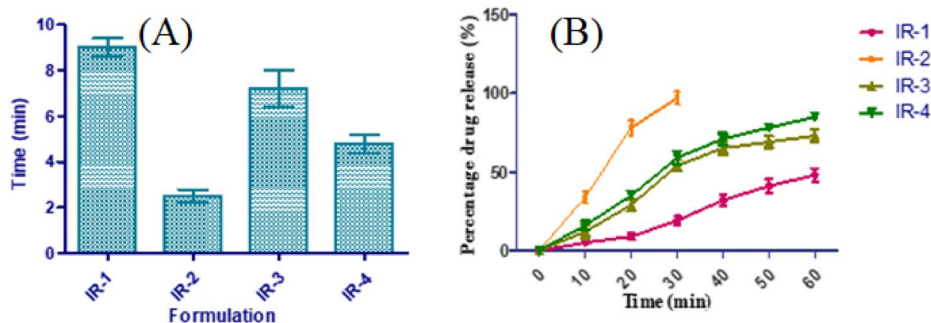 (A)
10
8
6
4
2
0
Time (min)
IR-1
IR-2
IR-3
IR-4
Formulation
(B)
150
100
50
0
Percentage drug release (%)
0
10
20
30
40
50
60
Time (min)
IR-1
IR-2
IR-3
IR-4